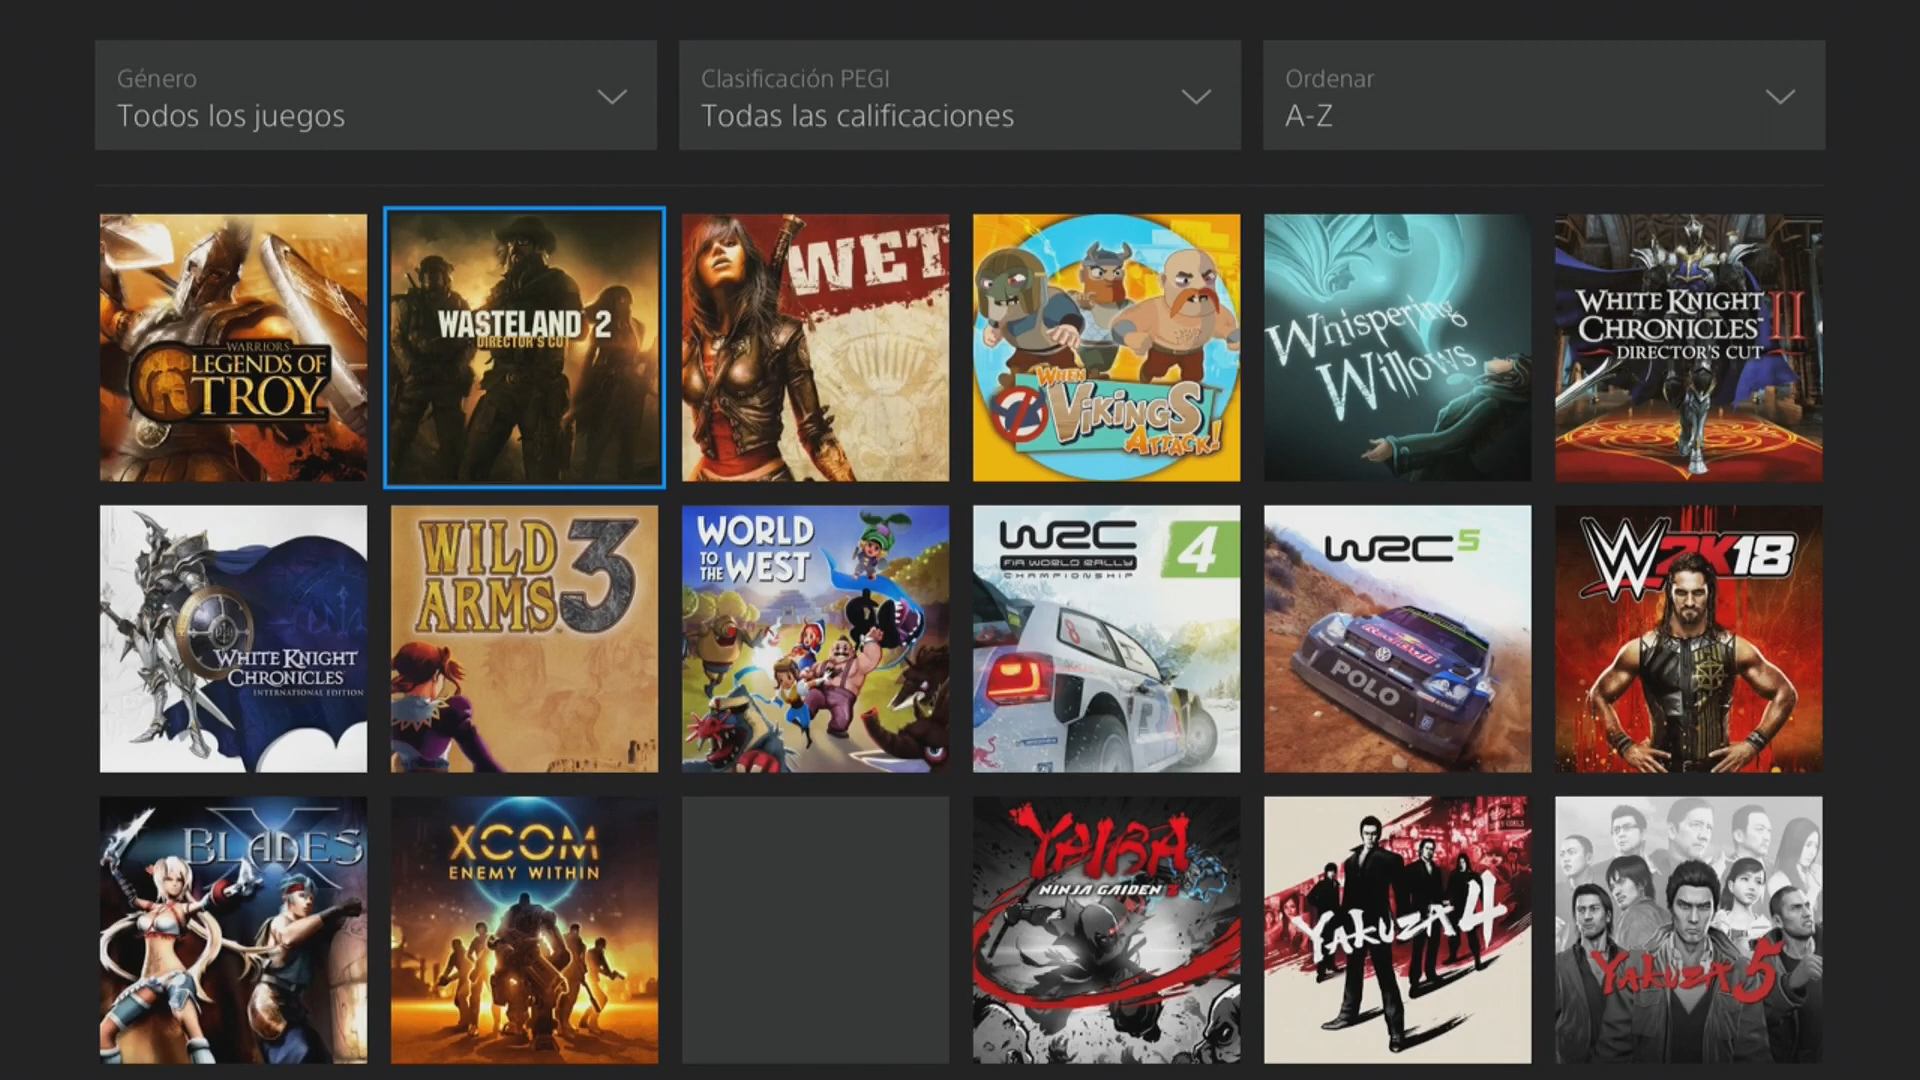 Género
Todos los juegos
Clasificación PEGI
Todas las calificaciones
Ordenar
A-Z
WARRIORS
LEGENDS OF
TROY
WASTELAND 2
DIRECTOR'S CUT
WET
WHEN
VIKINGS
ATTACK!
Whispering
Willows
WHITE KNIGHT
CHRONICLES II
DIRECTOR'S CUT
WHITE KNIGHT
CHRONICLES
INTERNATIONAL EDITION
WILD
ARMS 3
WORLD
TO THE WEST
WRC 4
FIA WORLD RALLY
CHAMPIONSHIP
8
WRC 5
POLO
W2K18
X
BLADES
XCOM
ENEMY WITHIN
YAIBA
NINJA GAIDEN Z
YAKUZA 4
YAKUZA 5